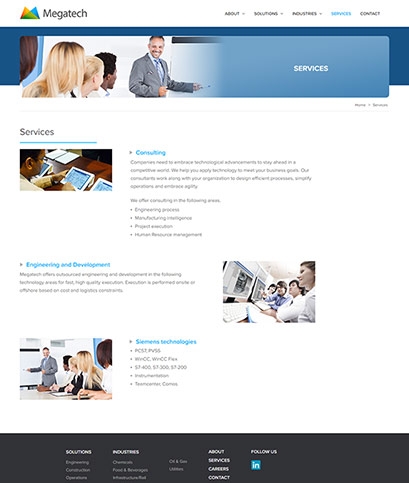 Megatech
ABOUT SOLUTIONS INDUSTRIES SERVICES CONTACT
SERVICES
Home > Services
Services
Consulting
Companies need to embrace technological advancements to stay ahead in a
competitive world. We help you apply technology to meet your business goals. Our
consultants work along with your organization to design efficient processes, simplify
operations and embrace agility.
We offer consulting in the following areas.
• Engineering process
• Manufacturing intelligence
• Project execution
• Human Resource management
Engineering and Development
Megatech offers outsourced engineering and development in the following
technology areas for fast, high quality execution. Execution is performed onsite or
offshore based on cost and logistics constraints.
Siemens technologies
• PCS7, PVSS
• WinCC, WinCC Flex
• S7-400, S7-300, S7-200
• Instrumentation
• Teamcenter, Comos
SOLUTIONS
Engineering
Construction
Operations
INDUSTRIES
Chemicals
Food & Beverages
Infrastructure/Rail
Oil & Gas
Utilities
ABOUT
SERVICES
CAREERS
CONTACT
FOLLOW US
in